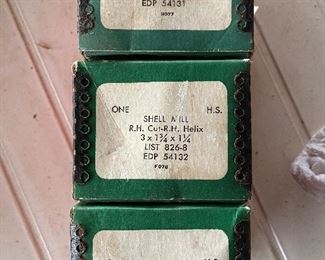 EDP 54131
ONE H.S.
SHELL MILL
R.H. Cut-R.H. Helix
3 x 1¾ x 1¼
LIST 826-8
EDP 54132